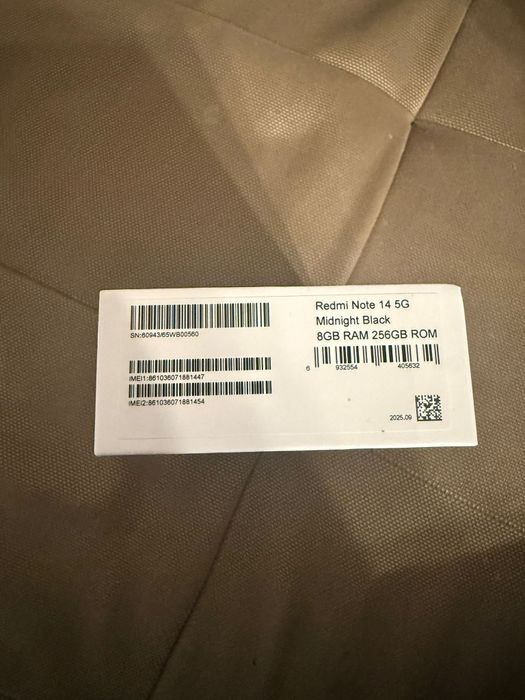 SN:60943/65WB00560
IMEI1:861036071881447
IMEI2:861036071881454
Redmi Note 14 5G
Midnight Black
8GB RAM 256GB ROM
6 932554 405632
2025.09